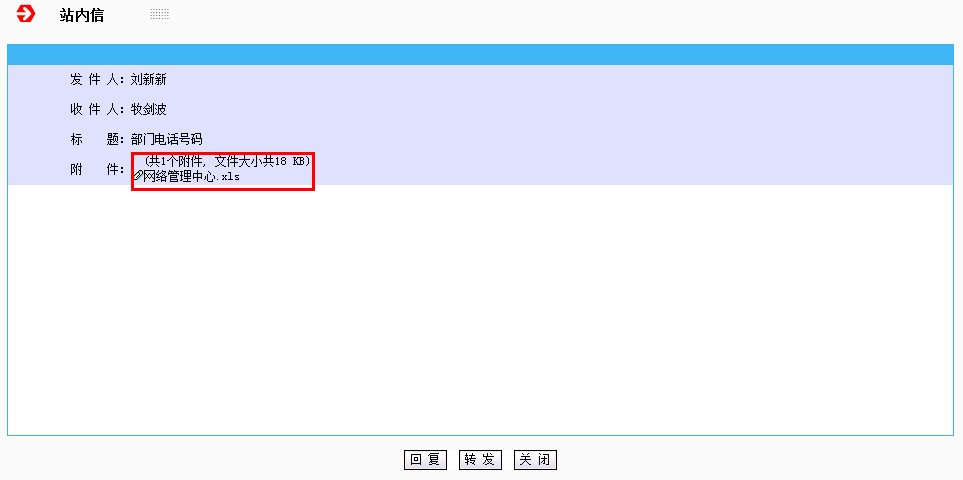 站内信
发 件 人：刘新新
收 件 人：牧剑波
标　　题：部门电话号码
附　　件：
(共1个附件, 文件大小共18 KB)
网络管理中心.xls
回 复 转 发 关 闭